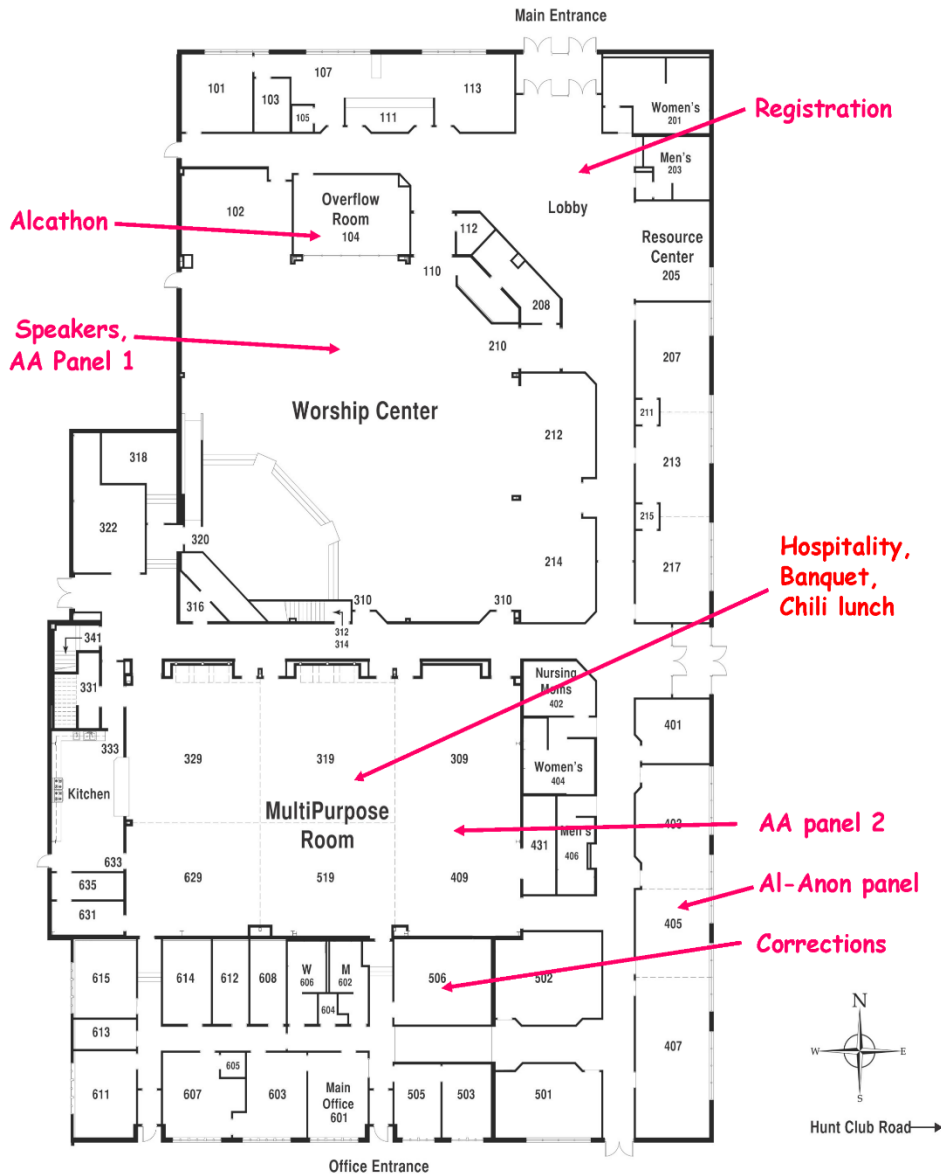 Main Entrance
101
107
113
103
105
111
Women's
201
Registration
Men's
203
Overflow
Room
104
102
Lobby
Alcathon
112
Resource
Center
205
110
208
Speakers,
AA Panel 1
210
207
Worship Center
211
212
213
318
215
322
320
214
217
Hospitality,
Banquet,
Chili lunch
316
310
310
312
314
341
331
Nursing
Moms
402
401
333
329
319
309
Women's
404
Kitchen
MultiPurpose
Room
403
AA panel 2
431
Men's
406
633
635
631
629
519
409
Al-Anon panel
405
Corrections
615
614
612
608
W
606
M
602
604
506
502
613
N
W
E
S
407
611
607
605
603
Main
Office
601
505
503
501
Hunt Club Road
Office Entrance